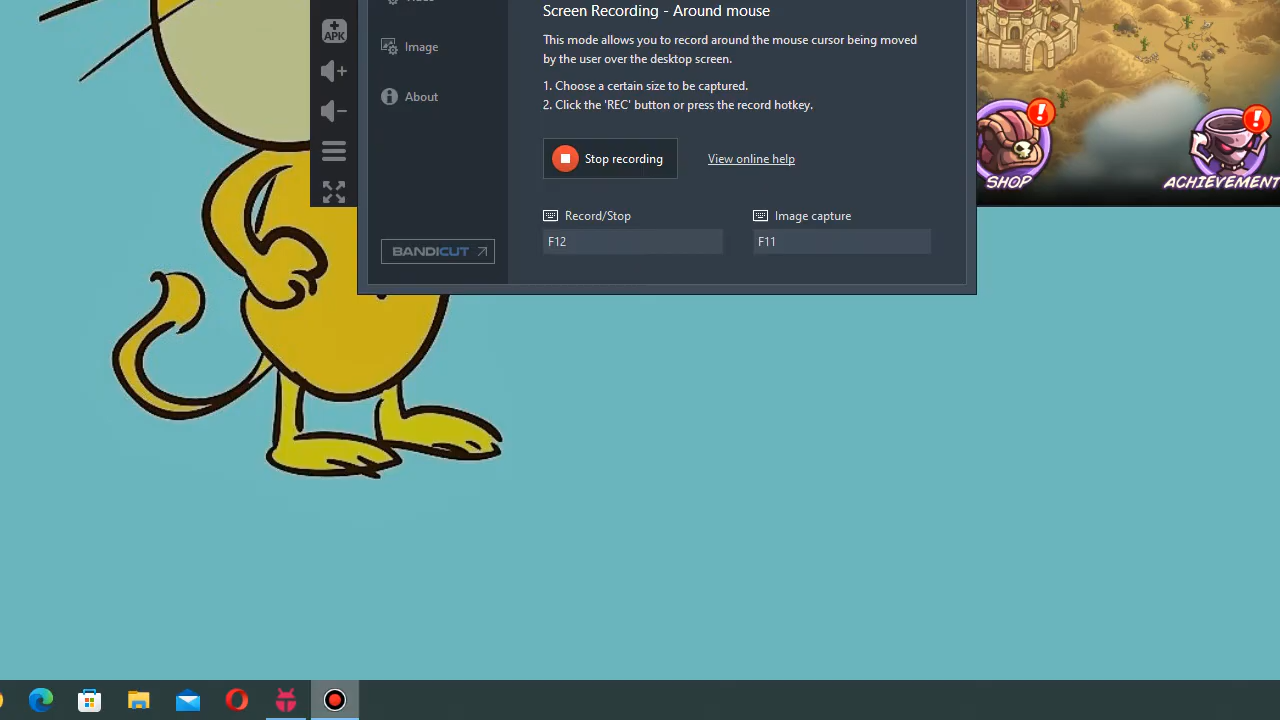 Screen Recording - Around mouse
This mode allows you to record around the mouse cursor being moved
by the user over the desktop screen.
1. Choose a certain size to be captured.
2. Click the 'REC' button or press the record hotkey.
APK
Image
About
Stop recording
View online help
Record/Stop
Image capture
F12
F11
BANDICUT
SHOP
ACHIEVEMENT